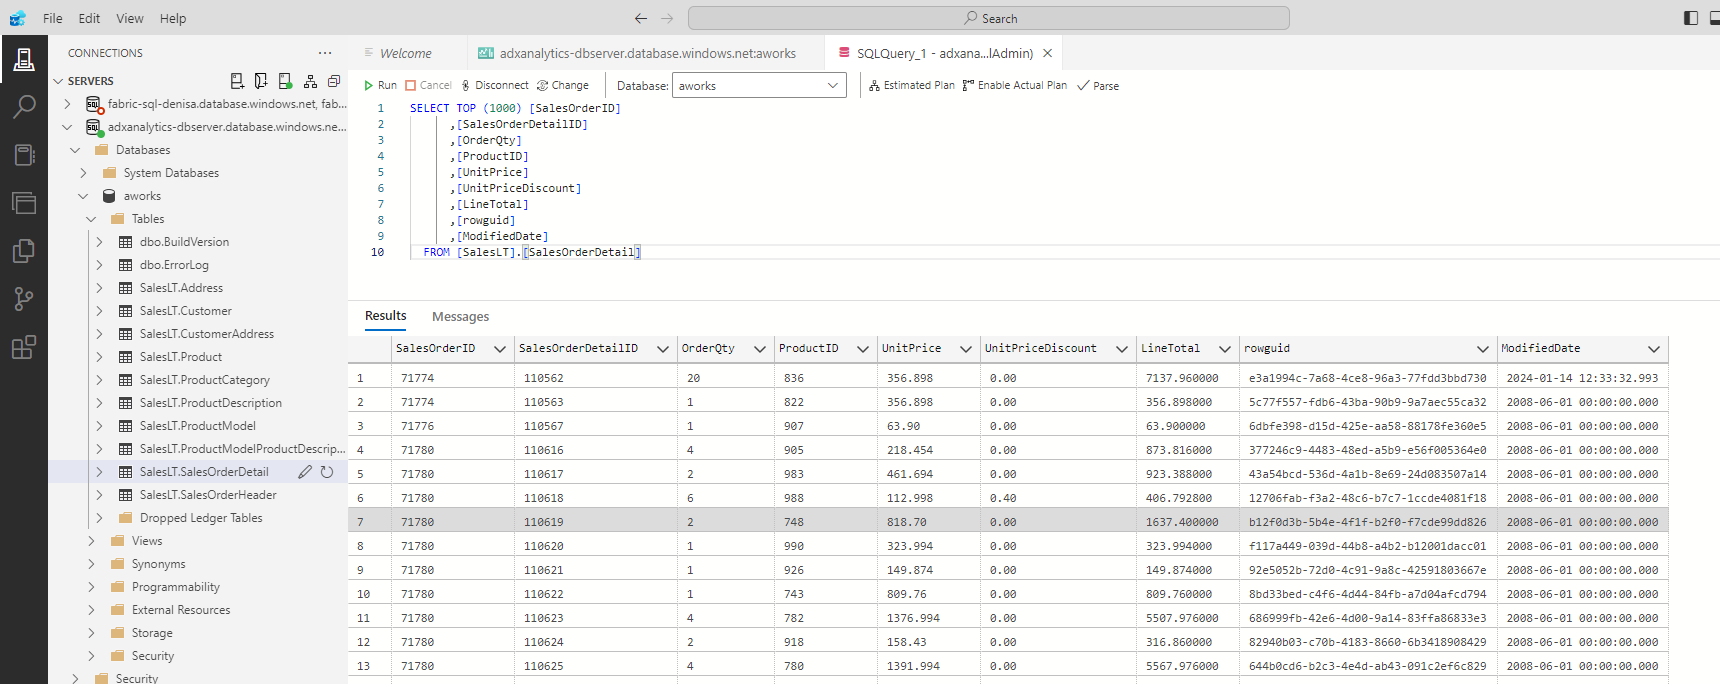 File Edit View Help
Search
CONNECTIONS
Welcome
adxanalytics-dbserver.database.windows.net:aworks
SQLQuery_1 - adxana...lAdmin)
SERVERS
fabric-sql-denisa.database.windows.net, fab...
adxanalytics-dbserver.database.windows.ne...
Databases
System Databases
aworks
Tables
dbo.BuildVersion
dbo.ErrorLog
SalesLT.Address
SalesLT.Customer
SalesLT.CustomerAddress
SalesLT.Product
SalesLT.ProductCategory
SalesLT.ProductDescription
SalesLT.ProductModel
SalesLT.ProductModelProductDescrip...
SalesLT.SalesOrderDetail
SalesLT.SalesOrderHeader
Dropped Ledger Tables
Views
Synonyms
Programmability
External Resources
Storage
Security
Security
Run Cancel Disconnect Change Database: aworks Estimated Plan Enable Actual Plan Parse
1 SELECT TOP (1000) [SalesOrderID]
2 ,[SalesOrderDetailID]
3 ,[OrderQty]
4 ,[ProductID]
5 ,[UnitPrice]
6 ,[UnitPriceDiscount]
7 ,[LineTotal]
8 ,[rowguid]
9 ,[ModifiedDate]
10 FROM [SalesLT].[SalesOrderDetail]
Results Messages
SalesOrderID SalesOrderDetailID OrderQty ProductID UnitPrice UnitPriceDiscount LineTotal rowguid ModifiedDate
1 71774 110562 20 836 356.898 0.00 7137.960000 e3a1994c-7a68-4ce8-96a3-77fdd3bbd730 2024-01-14 12:33:32.993
2 71774 110563 1 822 356.898 0.00 356.898000 5c77f557-fdb6-43ba-90b9-9a7aec55ca32 2008-06-01 00:00:00.000
3 71776 110567 1 907 63.90 0.00 63.900000 6dbfe398-d15d-425e-aa58-88178fe360e5 2008-06-01 00:00:00.000
4 71780 110616 4 905 218.454 0.00 873.816000 377246c9-4483-48ed-a5b9-e56f005364e0 2008-06-01 00:00:00.000
5 71780 110617 2 983 461.694 0.00 923.388000 43a54bcd-536d-4a1b-8e69-24d083507a14 2008-06-01 00:00:00.000
6 71780 110618 6 988 112.998 0.40 406.792800 12706fab-f3a2-48c6-b7c7-1ccde4081f18 2008-06-01 00:00:00.000
7 71780 110619 2 748 818.70 0.00 1637.400000 b12f0d3b-5b4e-4f1f-b2f0-f7cde99dd826 2008-06-01 00:00:00.000
8 71780 110620 1 990 323.994 0.00 323.994000 f117a449-039d-44b8-a4b2-b12001dacc01 2008-06-01 00:00:00.000
9 71780 110621 1 926 149.874 0.00 149.874000 92e5052b-72d0-4c91-9a8c-42591803667e 2008-06-01 00:00:00.000
10 71780 110622 1 743 809.76 0.00 809.760000 8bd33bed-c4f6-4d44-84fb-a7d04afcd794 2008-06-01 00:00:00.000
11 71780 110623 4 782 1376.994 0.00 5507.976000 686999fb-42e6-4d00-9a14-83ffa86833e3 2008-06-01 00:00:00.000
12 71780 110624 2 918 158.43 0.00 316.860000 82940b03-c70b-4183-8660-6b3418908429 2008-06-01 00:00:00.000
13 71780 110625 4 780 1391.994 0.00 5567.976000 644b0cd6-b2c3-4e4d-ab43-091c2ef6c829 2008-06-01 00:00:00.000